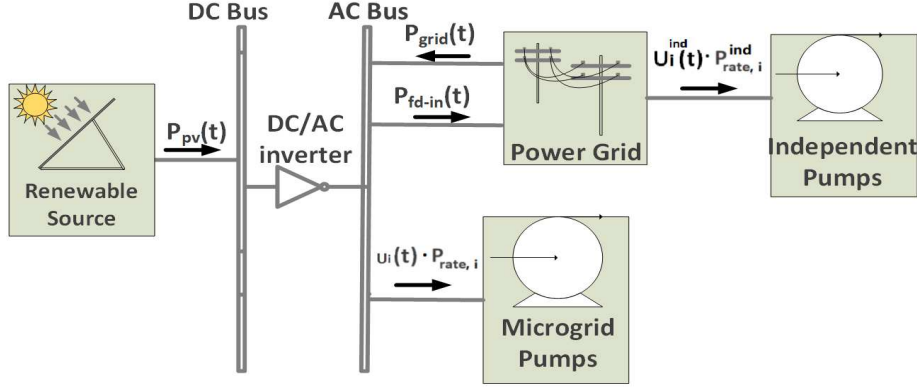 DC Bus
AC Bus
P_grid(t)
P_fd-in(t)
U_i^ind(t) · P_rate, i^ind
P_pv(t)
DC/AC
inverter
Renewable
Source
Power Grid
Independent
Pumps
U_i(t) · P_rate, i
Microgrid
Pumps